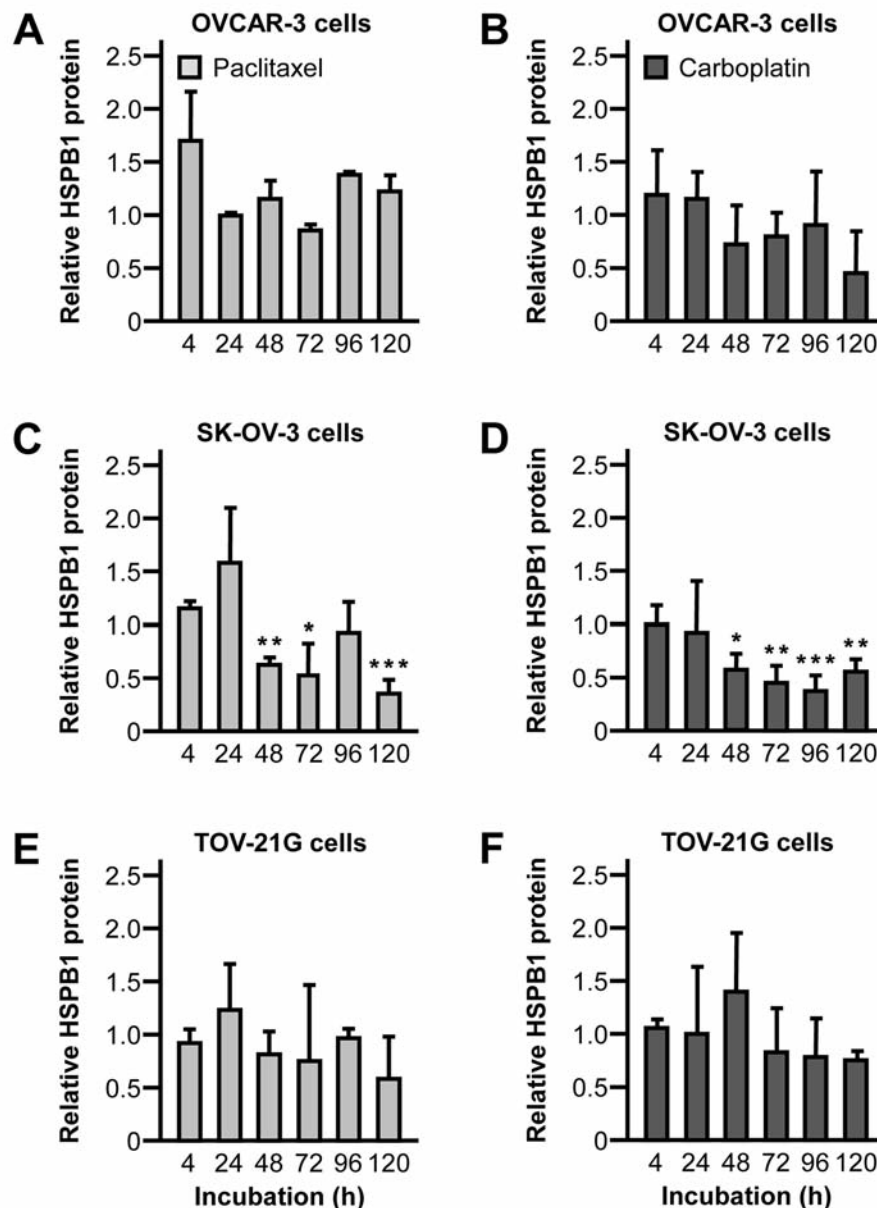 A
OVCAR-3 cells
Relative HSPB1 protein
2.5
2.0
1.5
1.0
0.5
0
Paclitaxel
4 24 48 72 96 120
B
OVCAR-3 cells
Relative HSPB1 protein
2.5
2.0
1.5
1.0
0.5
0
Carboplatin
4 24 48 72 96 120
C
SK-OV-3 cells
Relative HSPB1 protein
2.5
2.0
1.5
1.0
0.5
0
** * ***
4 24 48 72 96 120
D
SK-OV-3 cells
Relative HSPB1 protein
2.5
2.0
1.5
1.0
0.5
0
* ** *** **
4 24 48 72 96 120
E
TOV-21G cells
Relative HSPB1 protein
2.5
2.0
1.5
1.0
0.5
0
4 24 48 72 96 120
Incubation (h)
F
TOV-21G cells
Relative HSPB1 protein
2.5
2.0
1.5
1.0
0.5
0
4 24 48 72 96 120
Incubation (h)